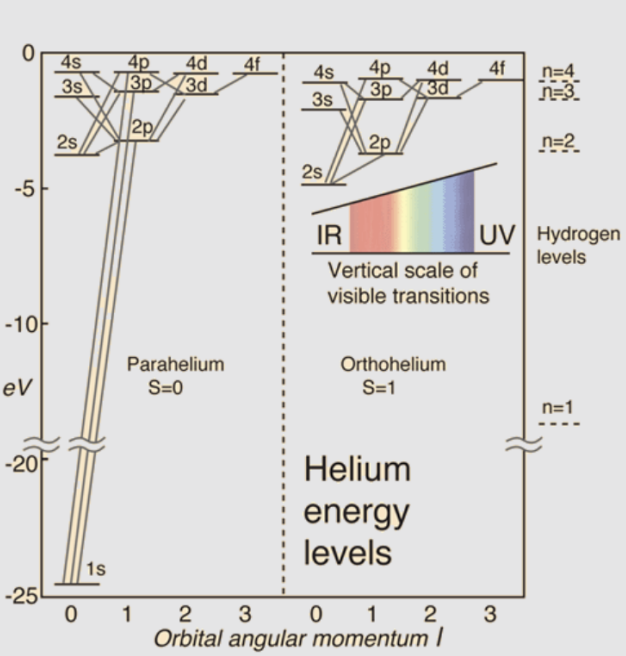 0
4s 4p 4d 4f
3s 3p 3d
2s 2p
4s 4p 4d 4f
3s 3p 3d
2s 2p
n=4
n=3
n=2
-5
IR UV
Vertical scale of
visible transitions
Hydrogen
levels
-10
eV
Parahelium
S=0
Orthohelium
S=1
n=1
-20
Helium
energy
levels
1s
-25
0 1 2 3 0 1 2 3
Orbital angular momentum l